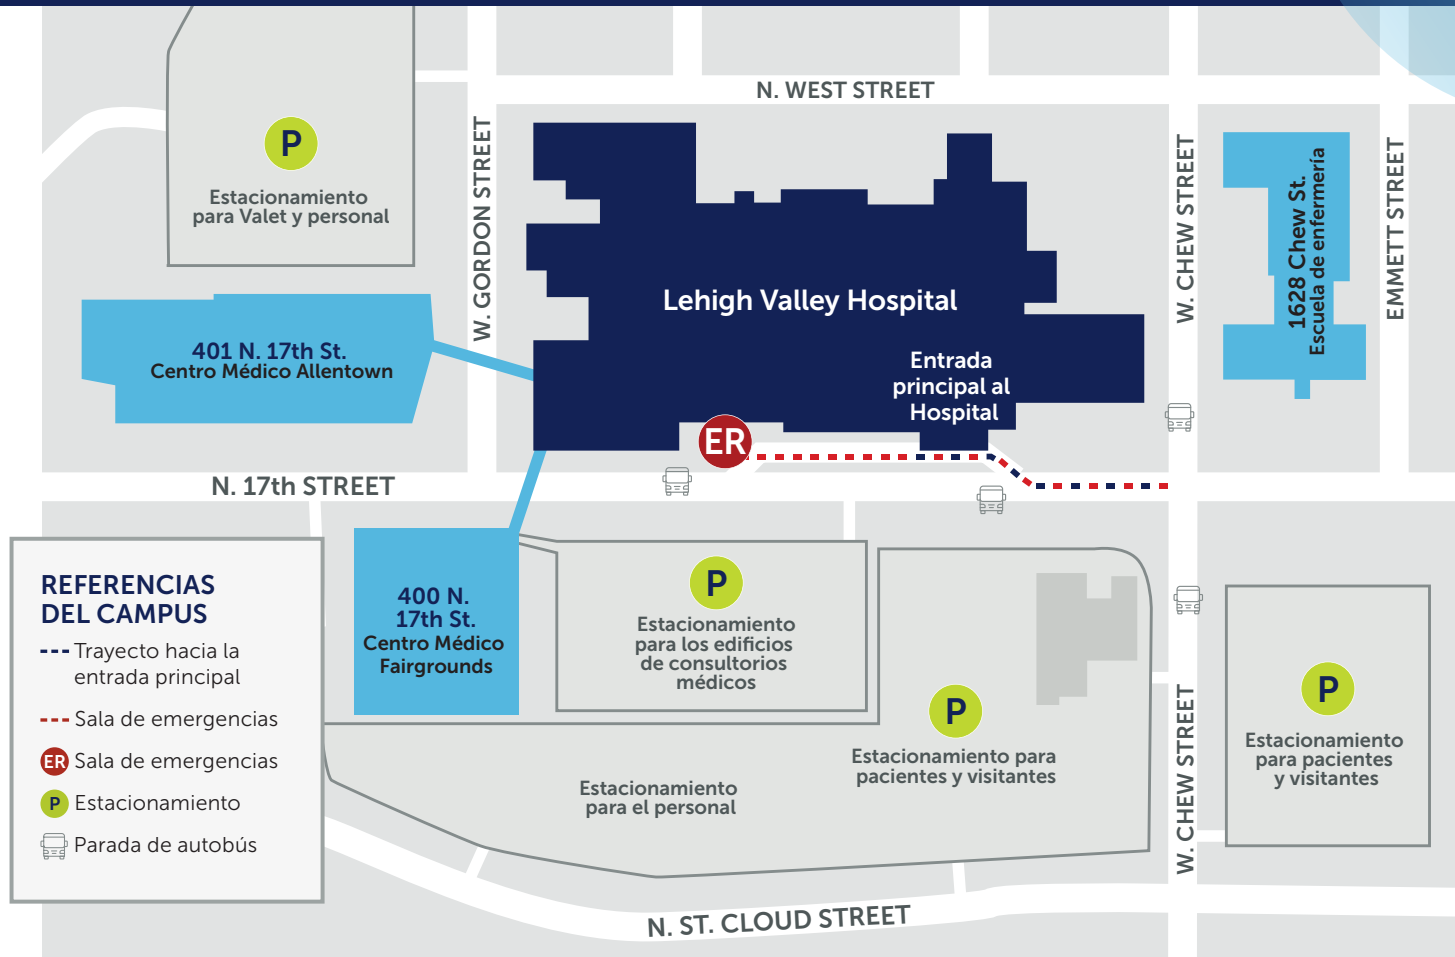 N. WEST STREET
P
Estacionamiento
para Valet y personal
W. GORDON STREET
Lehigh Valley Hospital
Entrada
principal al
Hospital
W. CHEW STREET
1628 Chew St.
Escuela de enfermería
EMMETT STREET
401 N. 17th St.
Centro Médico Allentown
ER
N. 17th STREET
400 N.
17th St.
Centro Médico
Fairgrounds
P
Estacionamiento
para los edificios
de consultorios
médicos
P
Estacionamiento para
pacientes y visitantes
Estacionamiento
para el personal
W. CHEW STREET
P
Estacionamiento
para pacientes
y visitantes
N. ST. CLOUD STREET
REFERENCIAS
DEL CAMPUS
Trayecto hacia la
entrada principal
Sala de emergencias
ER Sala de emergencias
P Estacionamiento
Parada de autobús